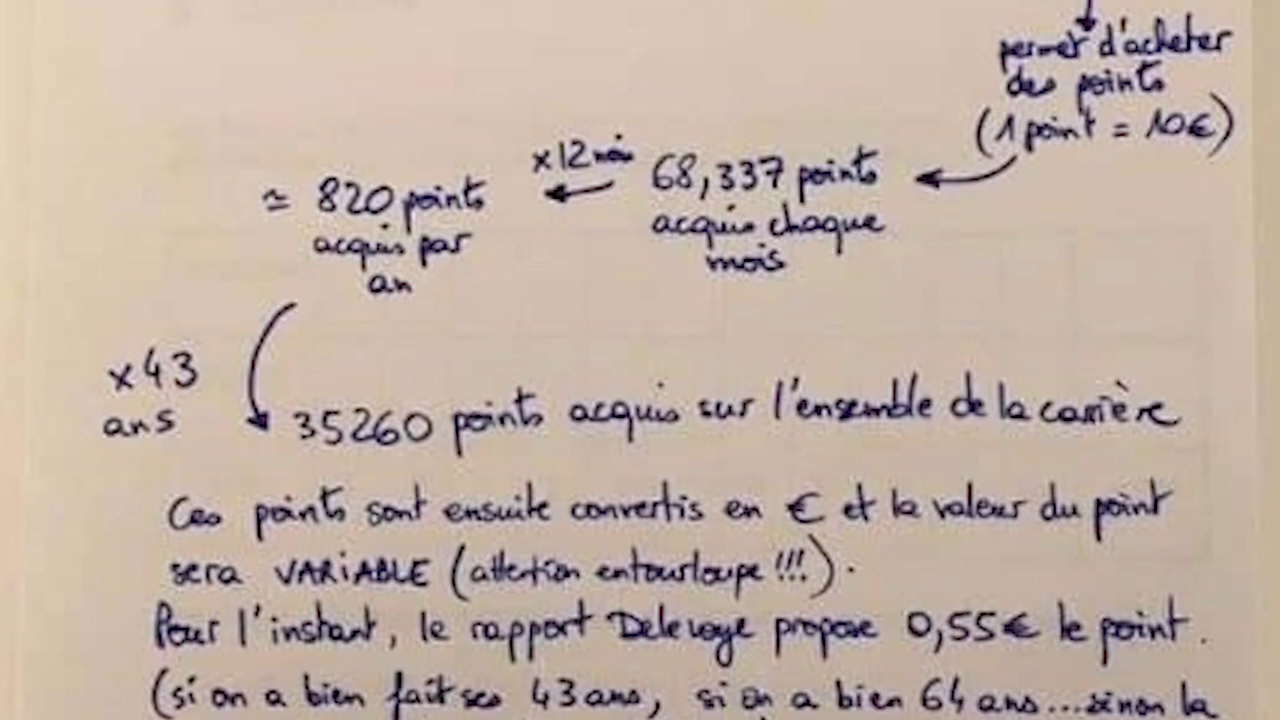 permet d'acheter
des points
(1 point = 10€)
68,337 points
acquis chaque
mois
x12 mois
≃ 820 points
acquis par
an
x43
ans
35260 points acquis sur l'ensemble de la carrière
Ces points sont ensuite convertis en € et la valeur du point
sera VARiABLE (attention entourloupe !!!).
Pour l'instant, le rapport Delevoye propose 0,55€ le point.
(si on a bien fait ses 43 ans, si on a bien 64 ans...sinon la